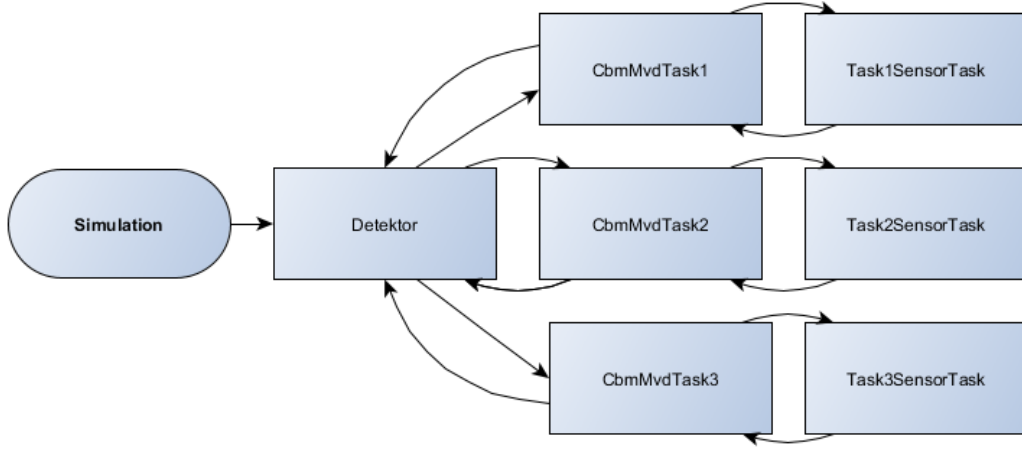 CbmMvdTask1
Task1SensorTask
Simulation
Detektor
CbmMvdTask2
Task2SensorTask
CbmMvdTask3
Task3SensorTask